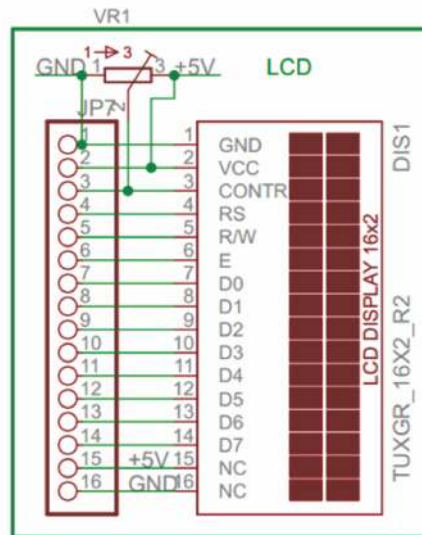 VR1
1 3
GND 1 3 +5V LCD
2
JP7
1 1 GND
2 2 VCC
3 3 CONTR
4 4 RS
5 5 R/W
6 6 E
7 7 D0
8 8 D1
9 9 D2
10 10 D3
11 11 D4
12 12 D5
13 13 D6
14 14 D7
15 +5V 15 NC
16 GND 16 NC
LCD DISPLAY 16x2
DIS1
TUXGR_16X2_R2